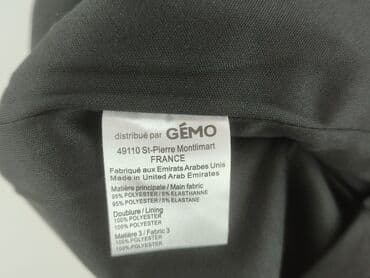 distribué par GÉMO
49110 St-Pierre Montlimart
FRANCE
Fabriqué aux Emirats Arabes Unis
Made in United Arab Emirates
Matière principale / Main fabric
95% POLYESTER / 5% ELASTHANNE
95% POLYESTER / 5% ELASTANE
Doublure / Lining
100% POLYESTER
100% POLYESTER
Matière 3 / Fabric 3
100% POLYESTER
100% POLYESTER